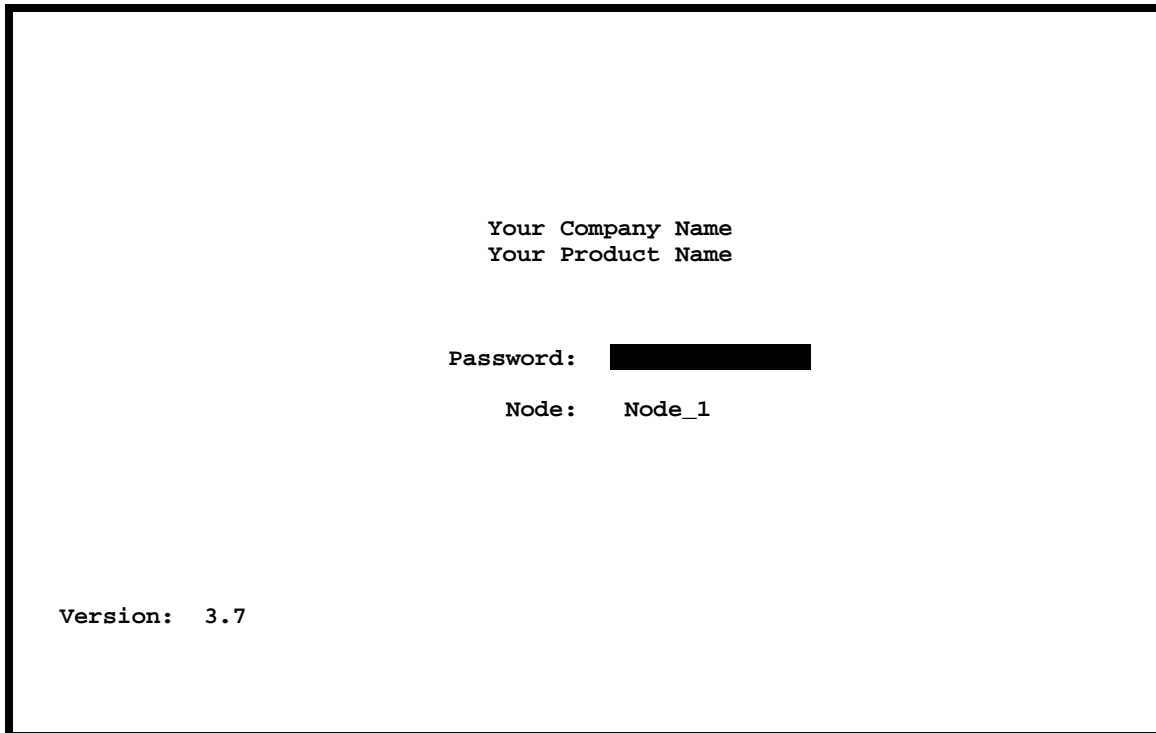 Your Company Name
Your Product Name
Password:
Node: Node_1
Version: 3.7